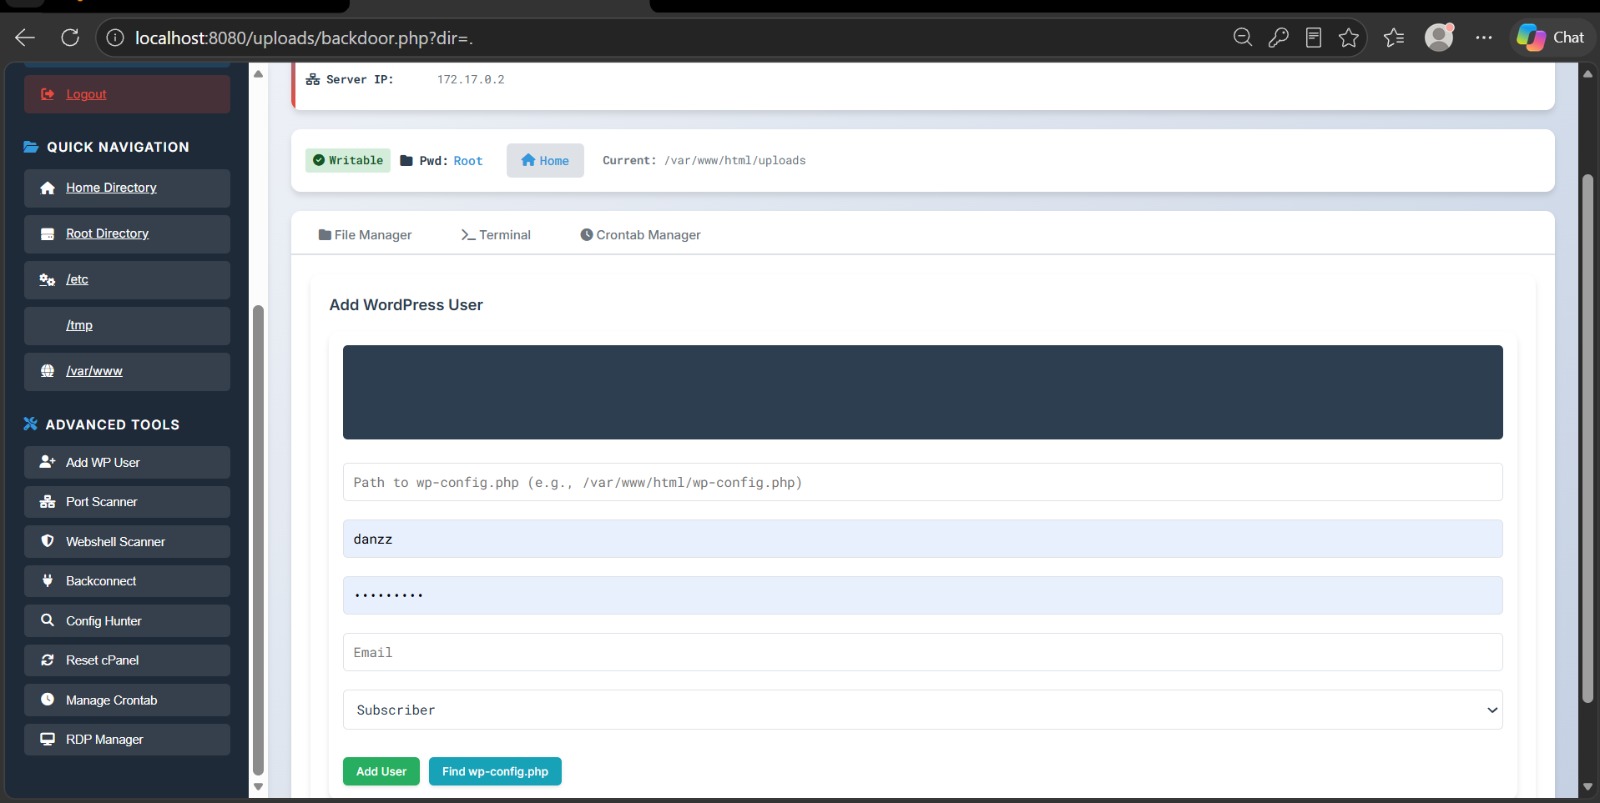 localhost:8080/uploads/backdoor.php?dir=.
Chat
Logout
QUICK NAVIGATION
Home Directory
Root Directory
/etc
/tmp
/var/www
ADVANCED TOOLS
Add WP User
Port Scanner
Webshell Scanner
Backconnect
Config Hunter
Reset cPanel
Manage Crontab
RDP Manager
Server IP: 172.17.0.2
Writable Pwd: Root Home Current: /var/www/html/uploads
File Manager Terminal Crontab Manager
Add WordPress User
Path to wp-config.php (e.g., /var/www/html/wp-config.php)
danzz
•••••••••
Email
Subscriber
Add User Find wp-config.php